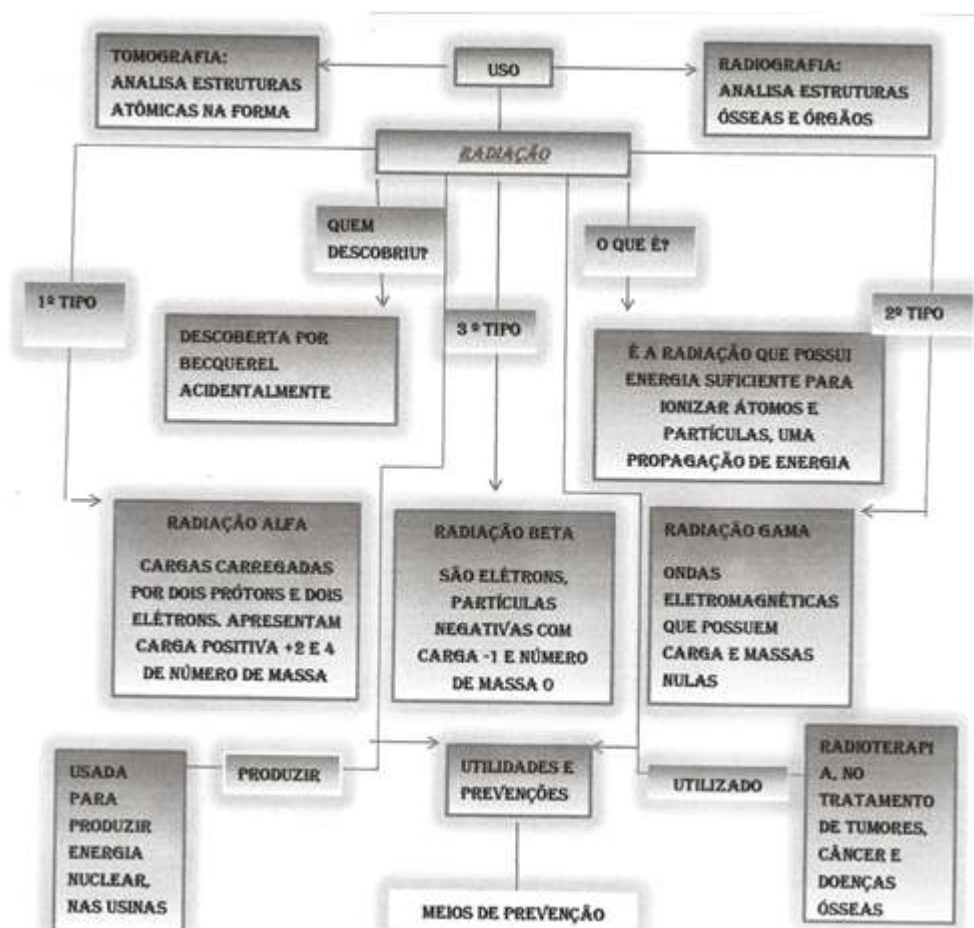 TOMOGRAFIA:
ANALISA ESTRUTURAS
ATÔMICAS NA FORMA
USO
RADIOGRAFIA:
ANALISA ESTRUTURAS
ÓSSEAS E ÓRGÃOS
RADIAÇÃO
QUEM
DESCOBRIU?
O QUE É?
1º TIPO
3 º TIPO
2º TIPO
DESCOBERTA POR
BECQUEREL
ACIDENTALMENTE
É A RADIAÇÃO QUE POSSUI
ENERGIA SUFICIENTE PARA
IONIZAR ÁTOMOS E
PARTÍCULAS, UMA
PROPAGAÇÃO DE ENERGIA
RADIAÇÃO ALFA
CARGAS CARREGADAS
POR DOIS PRÓTONS E DOIS
ELÉTRONS. APRESENTAM
CARGA POSITIVA +2 E 4
DE NÚMERO DE MASSA
RADIAÇÃO BETA
SÃO ELÉTRONS,
PARTÍCULAS
NEGATIVAS COM
CARGA -1 E NÚMERO
DE MASSA 0
RADIAÇÃO GAMA
ONDAS
ELETROMAGNÉTICAS
QUE POSSUEM
CARGA E MASSAS
NULAS
USADA
PARA
PRODUZIR
ENERGIA
NUCLEAR,
NAS USINAS
PRODUZIR
UTILIDADES E
PREVENÇÕES
UTILIZADO
RADIOTERAPI
A, NO
TRATAMENTO
DE TUMORES,
CÂNCER E
DOENÇAS
ÓSSEAS
MEIOS DE PREVENÇÃO